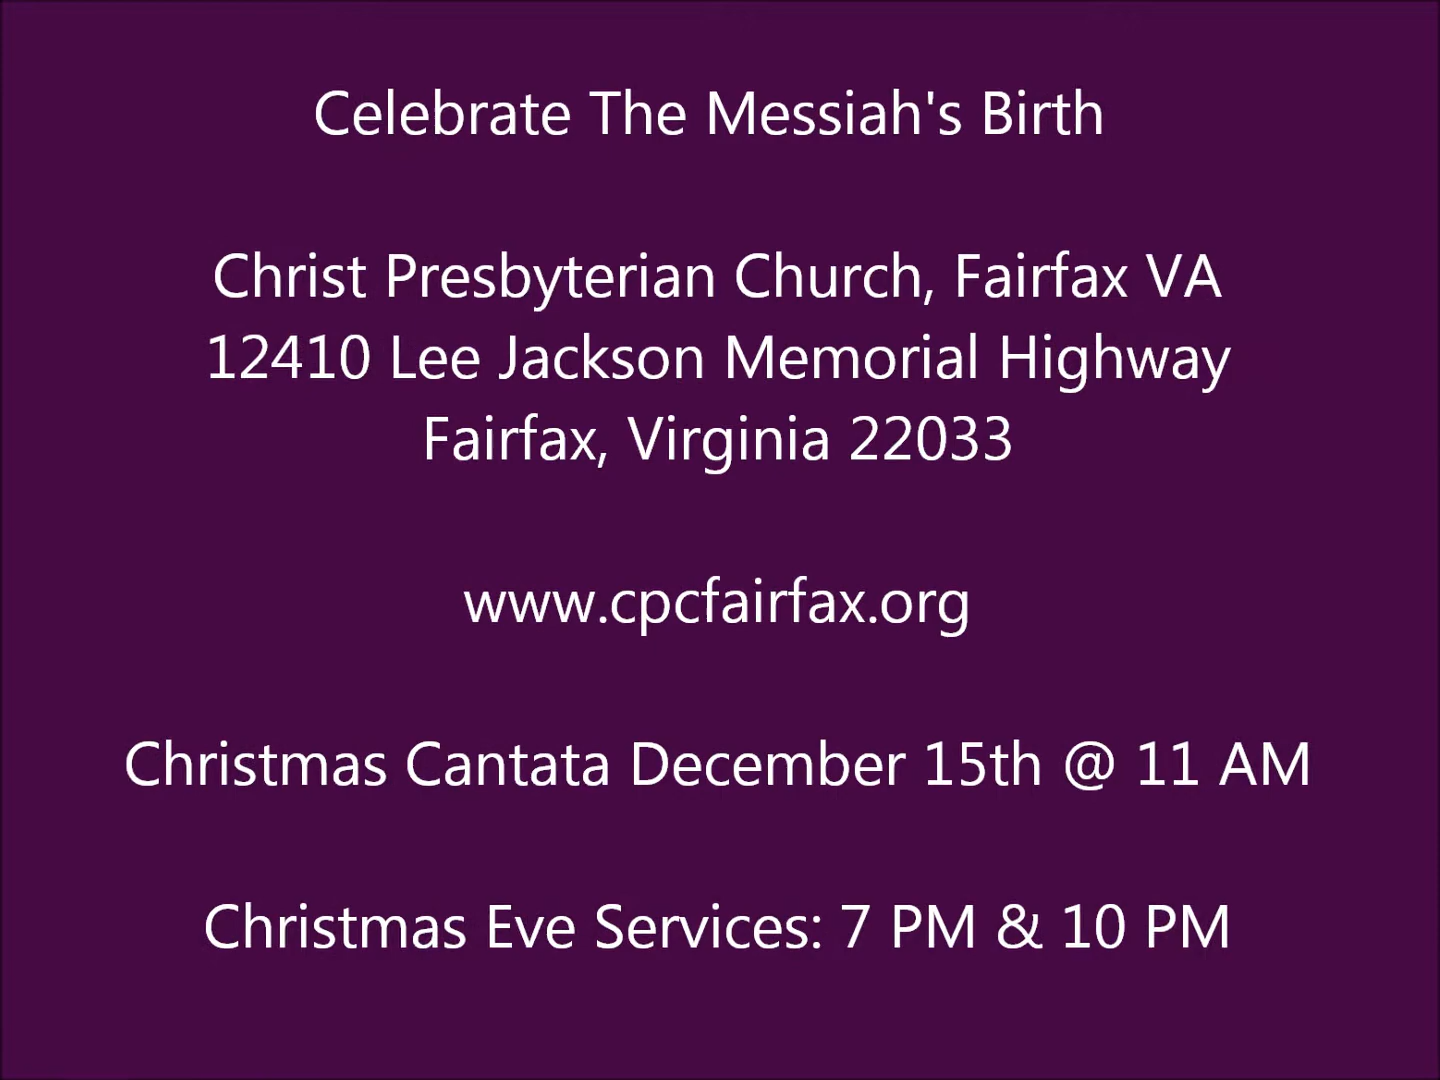 Celebrate The Messiah's Birth
Christ Presbyterian Church, Fairfax VA
12410 Lee Jackson Memorial Highway
Fairfax, Virginia 22033
www.cpcfairfax.org
Christmas Cantata December 15th @ 11 AM
Christmas Eve Services: 7 PM & 10 PM